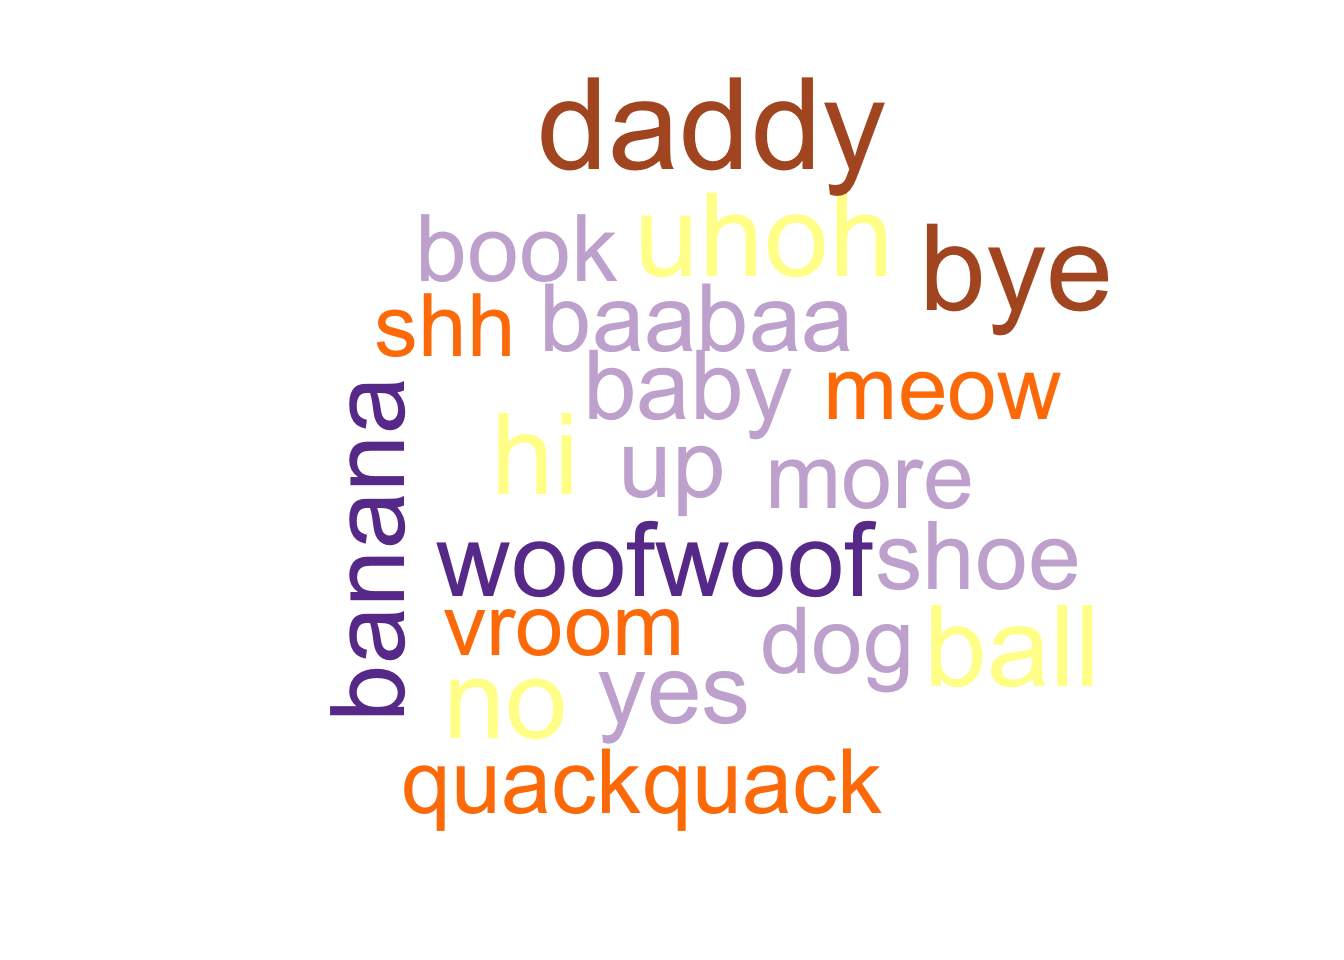 daddy
book uhoh bye
shh baabaa
baby meow
banana
hi up more
woofwoof shoe
vroom dog ball
no yes
quackquack